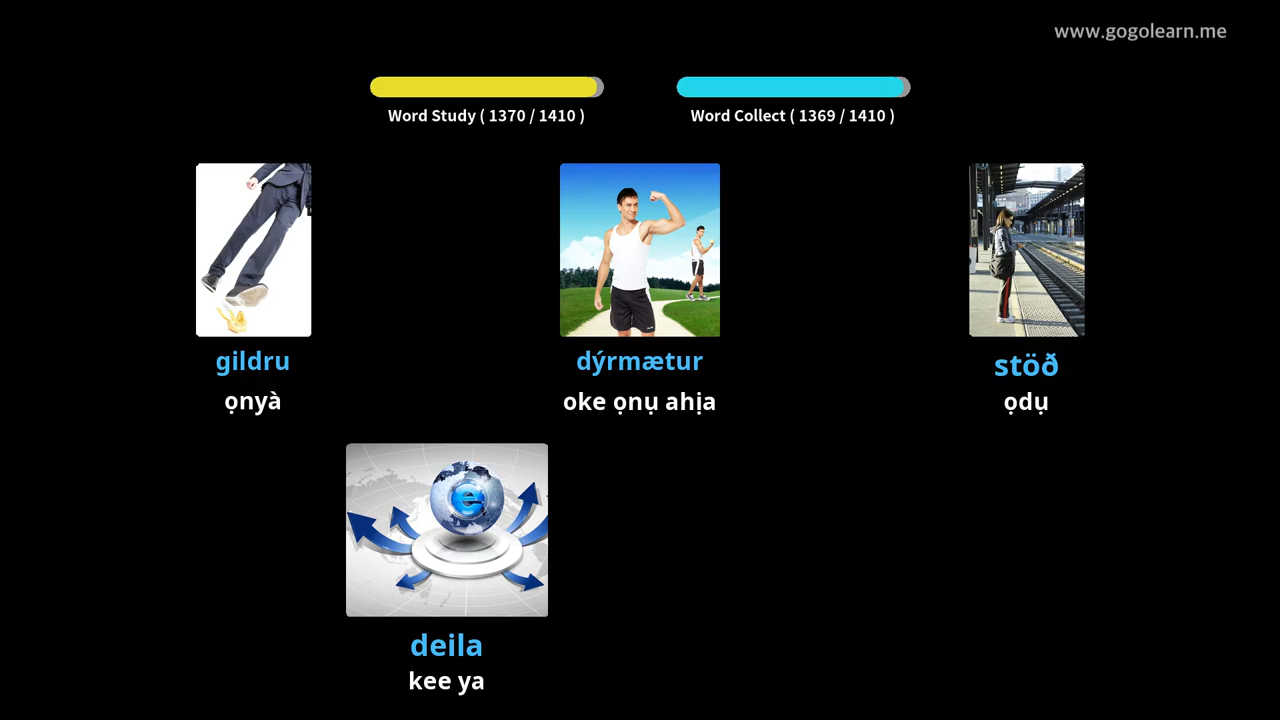 www.gogolearn.me
Word Study ( 1370 / 1410 )
Word Collect ( 1369 / 1410 )
gildru
ọnyà
dýrmætur
oke ọnụ ahịa
stöð
ọdụ
e
deila
kee ya